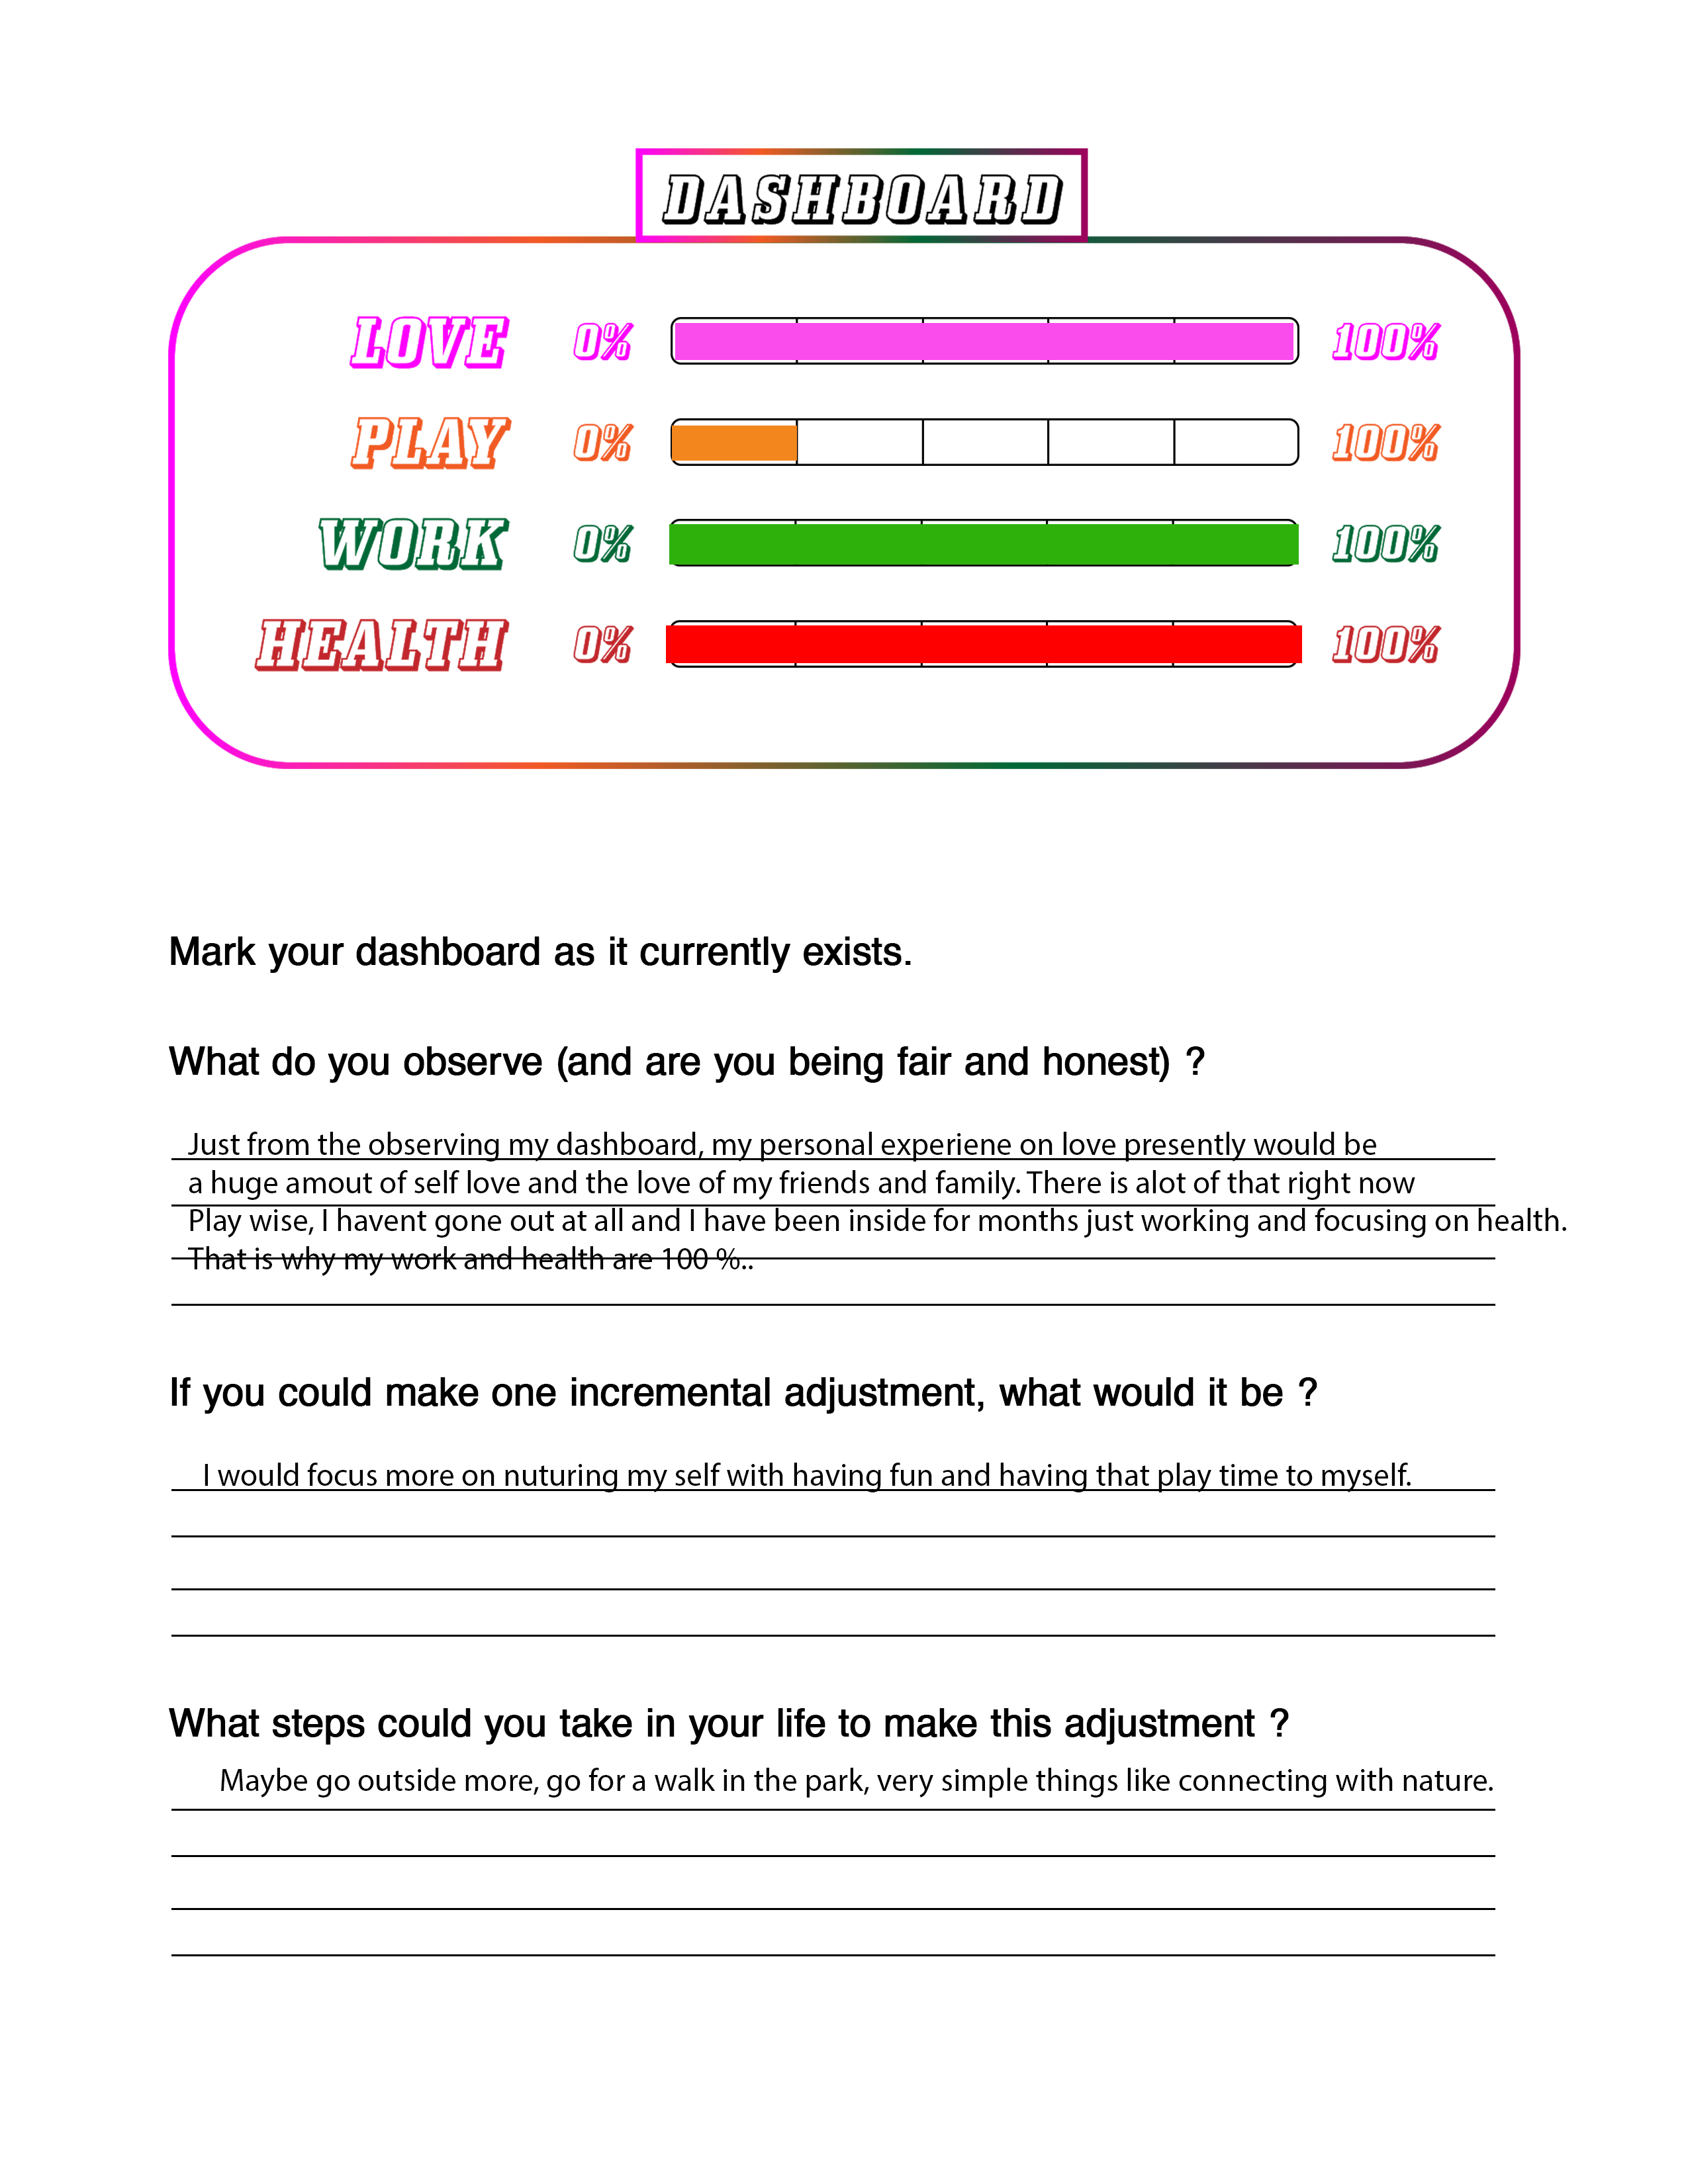 DASHBOARD
LOVE 0% 100%
PLAY 0% 100%
WORK 0% 100%
HEALTH 0% 100%
Mark your dashboard as it currently exists.
What do you observe (and are you being fair and honest) ?
Just from the observing my dashboard, my personal experiene on love presently would be
a huge amout of self love and the love of my friends and family. There is alot of that right now
Play wise, I havent gone out at all and I have been inside for months just working and focusing on health.
That is why my work and health are 100 %..
If you could make one incremental adjustment, what would it be ?
I would focus more on nuturing my self with having fun and having that play time to myself.
What steps could you take in your life to make this adjustment ?
Maybe go outside more, go for a walk in the park, very simple things like connecting with nature.